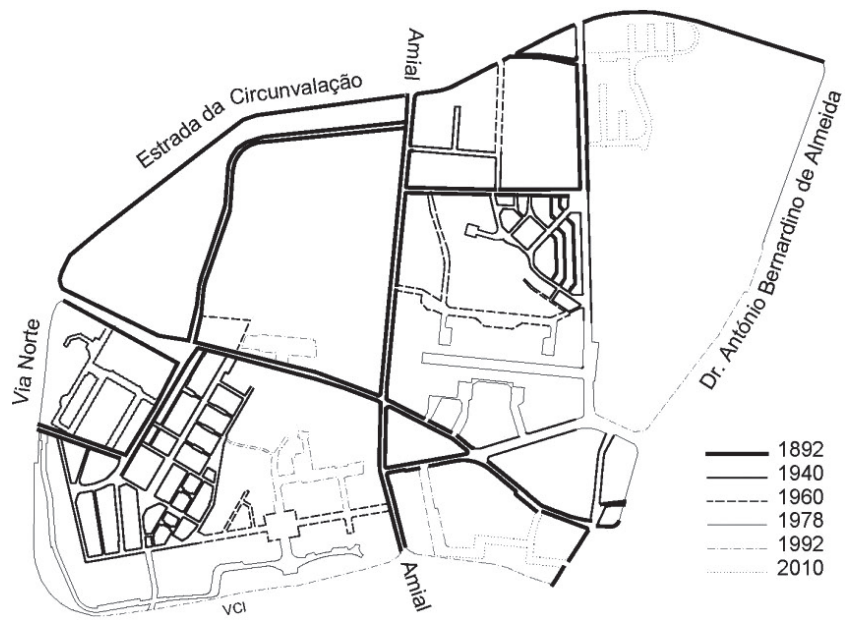 Amial
Estrada da Circunvalação
Dr. António Bernardino de Almeida
Via Norte
1892
1940
1960
1978
1992
2010
Amial
VCI